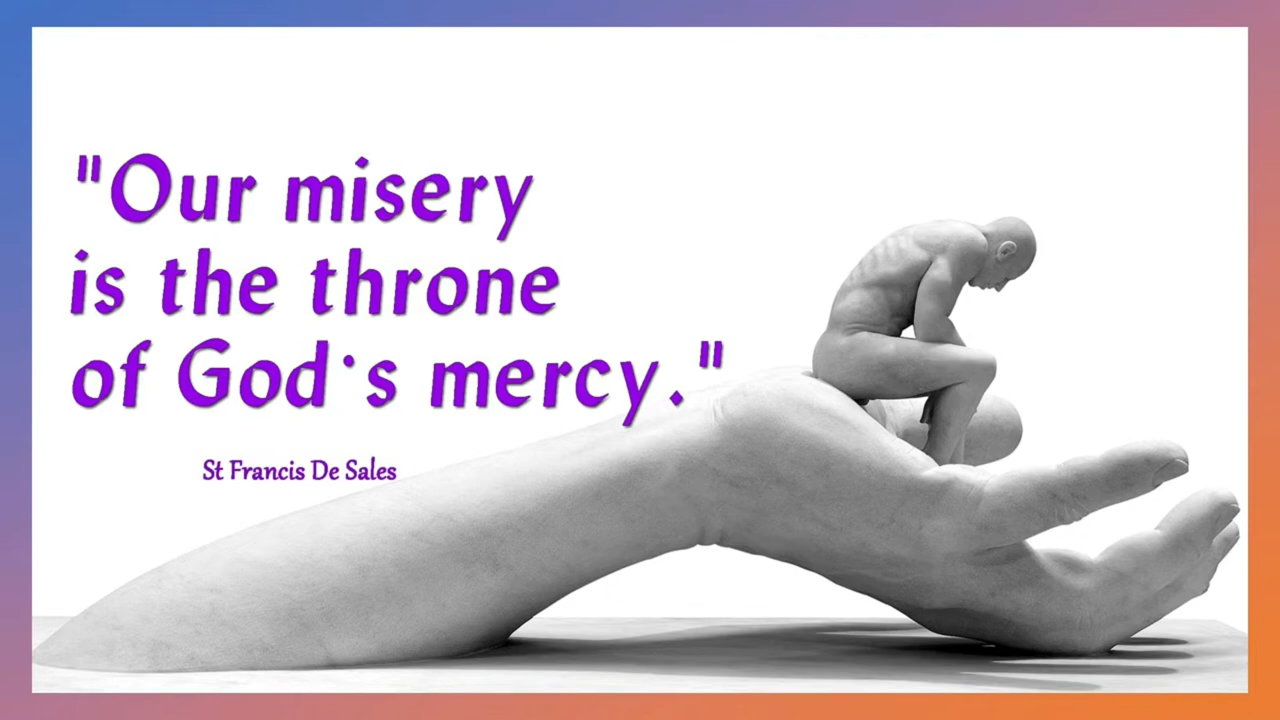 "Our misery
is the throne
of God's mercy."
St Francis De Sales